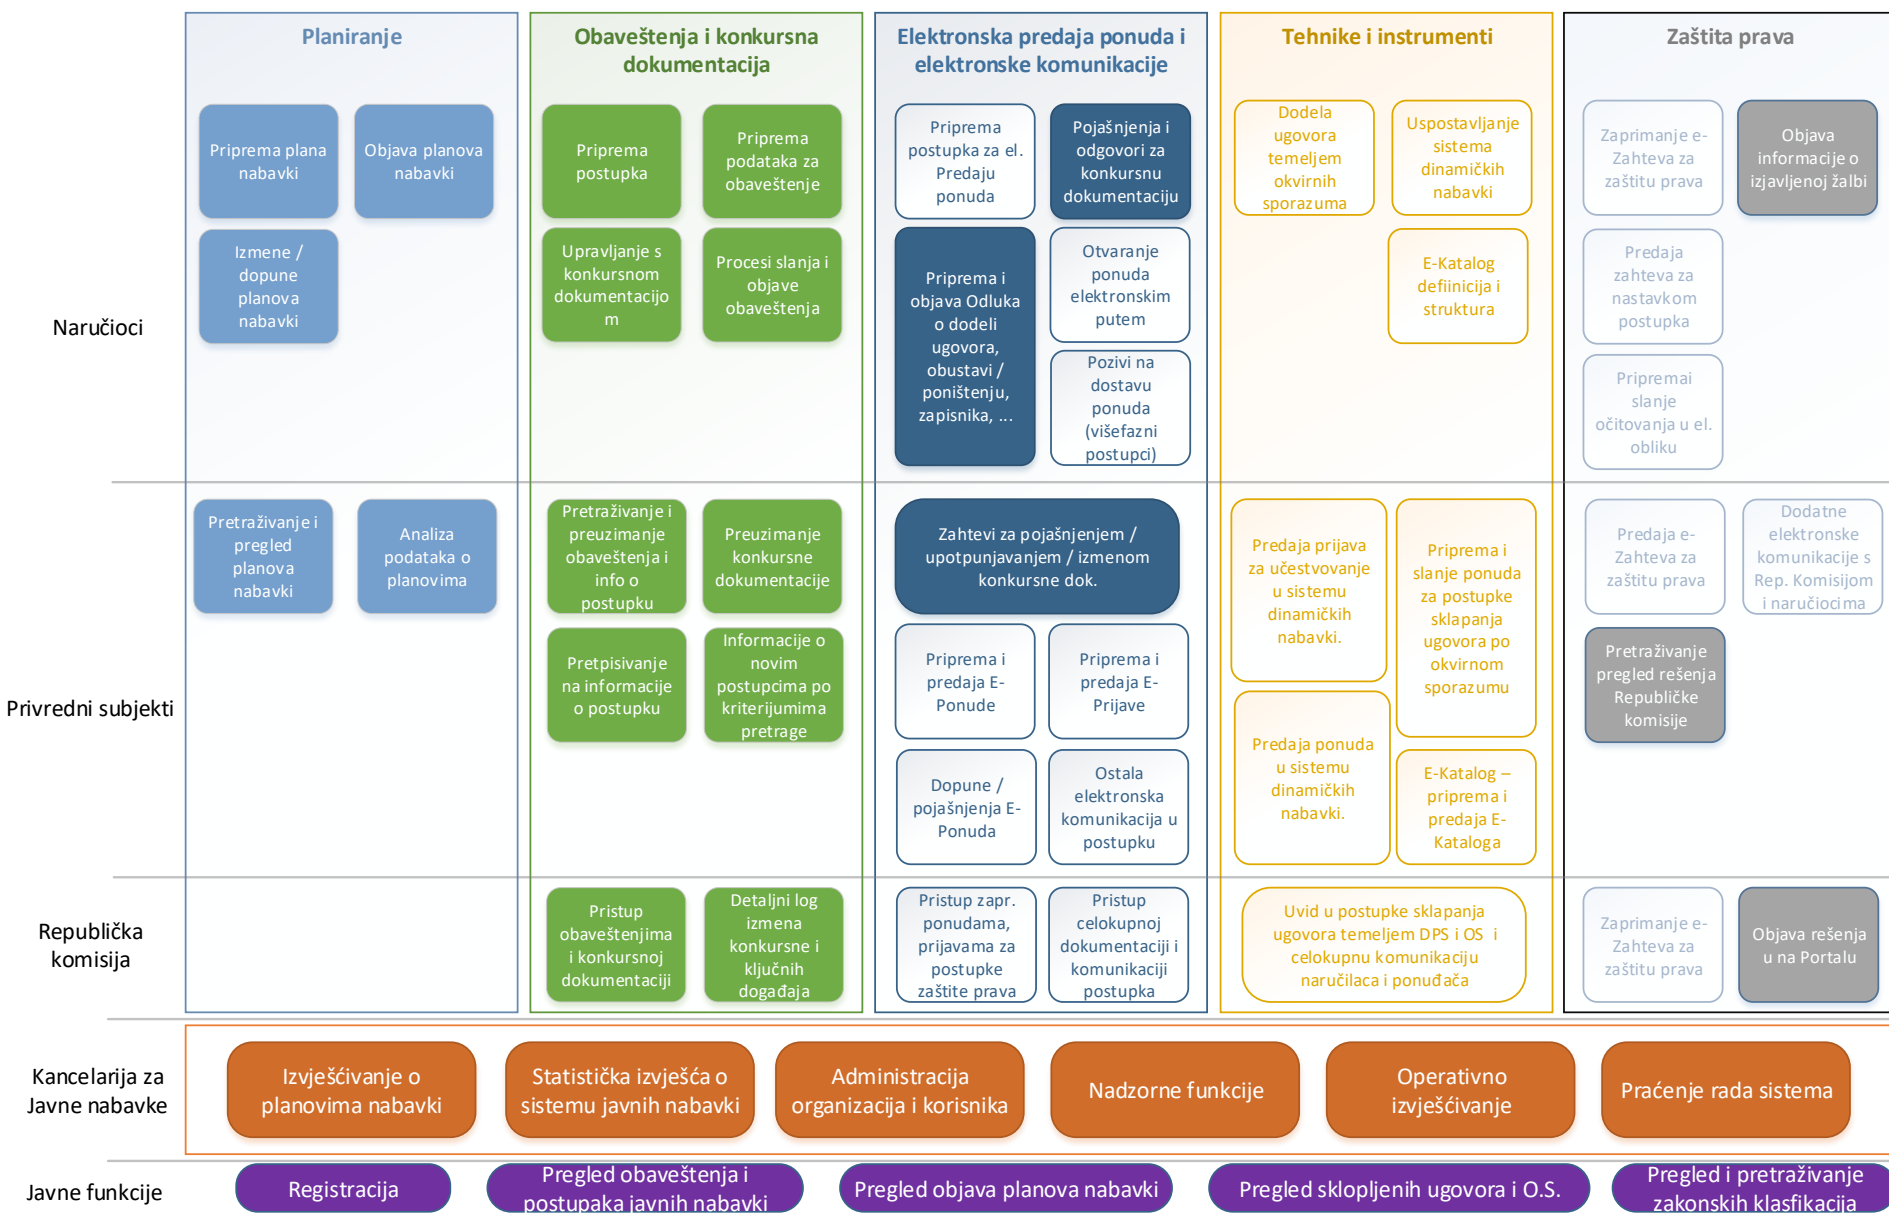 Planiranje
Obaveštenja i konkursna
dokumentacija
Elektronska predaja ponuda i
elektronske komunikacije
Tehnike i instrumenti
Zaštita prava
Naručioci
Priprema plana
nabavki
Objava planova
nabavki
Izmene /
dopune
planova
nabavki
Priprema
postupka
Priprema
podataka za
obaveštenje
Upravljanje s
konkursnom
dokumentacijo
m
Procesi slanja i
objave
obaveštenja
Priprema
postupka za el.
Predaju
ponuda
Pojašnjenja i
odgovori za
konkursnu
dokumentaciju
Priprema i
objava Odluka
o dodeli
ugovora,
obustavi /
poništenju,
zapisnika, ...
Otvaranje
ponuda
elektronskim
putem
Pozivi na
dostavu
ponuda
(višefazni
postupci)
Dodela
ugovora
temeljem
okvirnih
sporazuma
Uspostavljanje
sistema
dinamičkih
nabavki
E-Katalog
defiinicija i
struktura
Zaprimanje e-
Zahteva za
zaštitu prava
Objava
informacije o
izjavljenoj žalbi
Predaja
zahteva za
nastavkom
postupka
Pripremai
slanje
očitovanja u el.
obliku
Privredni subjekti
Pretraživanje i
pregled
planova
nabavki
Analiza
podataka o
planovima
Pretraživanje i
preuzimanje
obaveštenja i
info o
postupku
Preuzimanje
konkursne
dokumentacije
Pretpisivanje
na informacije
o postupku
Informacije o
novim
postupcima po
kriterijumima
pretrage
Zahtevi za pojašnjenjem /
upotpunjavanjem / izmenom
konkursne dok.
Priprema i
predaja E-
Ponude
Priprema i
predaja E-
Prijave
Dopune /
pojašnjenja E-
Ponuda
Ostala
elektronska
komunikacija u
postupku
Predaja prijava
za učestvovanje
u sistemu
dinamičkih
nabavki.
Priprema i
slanje ponuda
za postupke
sklapanja
ugovora po
okvirnom
sporazumu
Predaja ponuda
u sistemu
dinamičkih
nabavki.
E-Katalog –
priprema i
predaja E-
Kataloga
Predaja e-
Zahteva za
zaštitu prava
Dodatne
elektronske
komunikacije s
Rep. Komisijom
i naručiocima
Pretraživanje
pregled rešenja
Republičke
komisije
Republička
komisija
Pristup
obaveštenjima
i konkursnoj
dokumentaciji
Detaljni log
izmena
konkursne i
ključnih
događaja
Pristup zapr.
ponudama,
prijavama za
postupke
zaštite prava
Pristup
celokupnoj
dokumentaciji i
komunikaciji
postupka
Uvid u postupke sklapanja
ugovora temeljem DPS i OS i
celokupnu komunikaciju
naručilaca i ponuđača
Zaprimanje e-
Zahteva za
zaštitu prava
Objava rešenja
u na Portalu
Kancelarija za
Javne nabavke
Izvješćivanje o
planovima nabavki
Statistička izvješća o
sistemu javnih nabavki
Administracija
organizacija i korisnika
Nadzorne funkcije
Operativno
izvješćivanje
Praćenje rada sistema
Javne funkcije
Registracija
Pregled obaveštenja i
postupaka javnih nabavki
Pregled objava planova nabavki
Pregled sklopljenih ugovora i O.S.
Pregled i pretraživanje
zakonskih klasfikacija